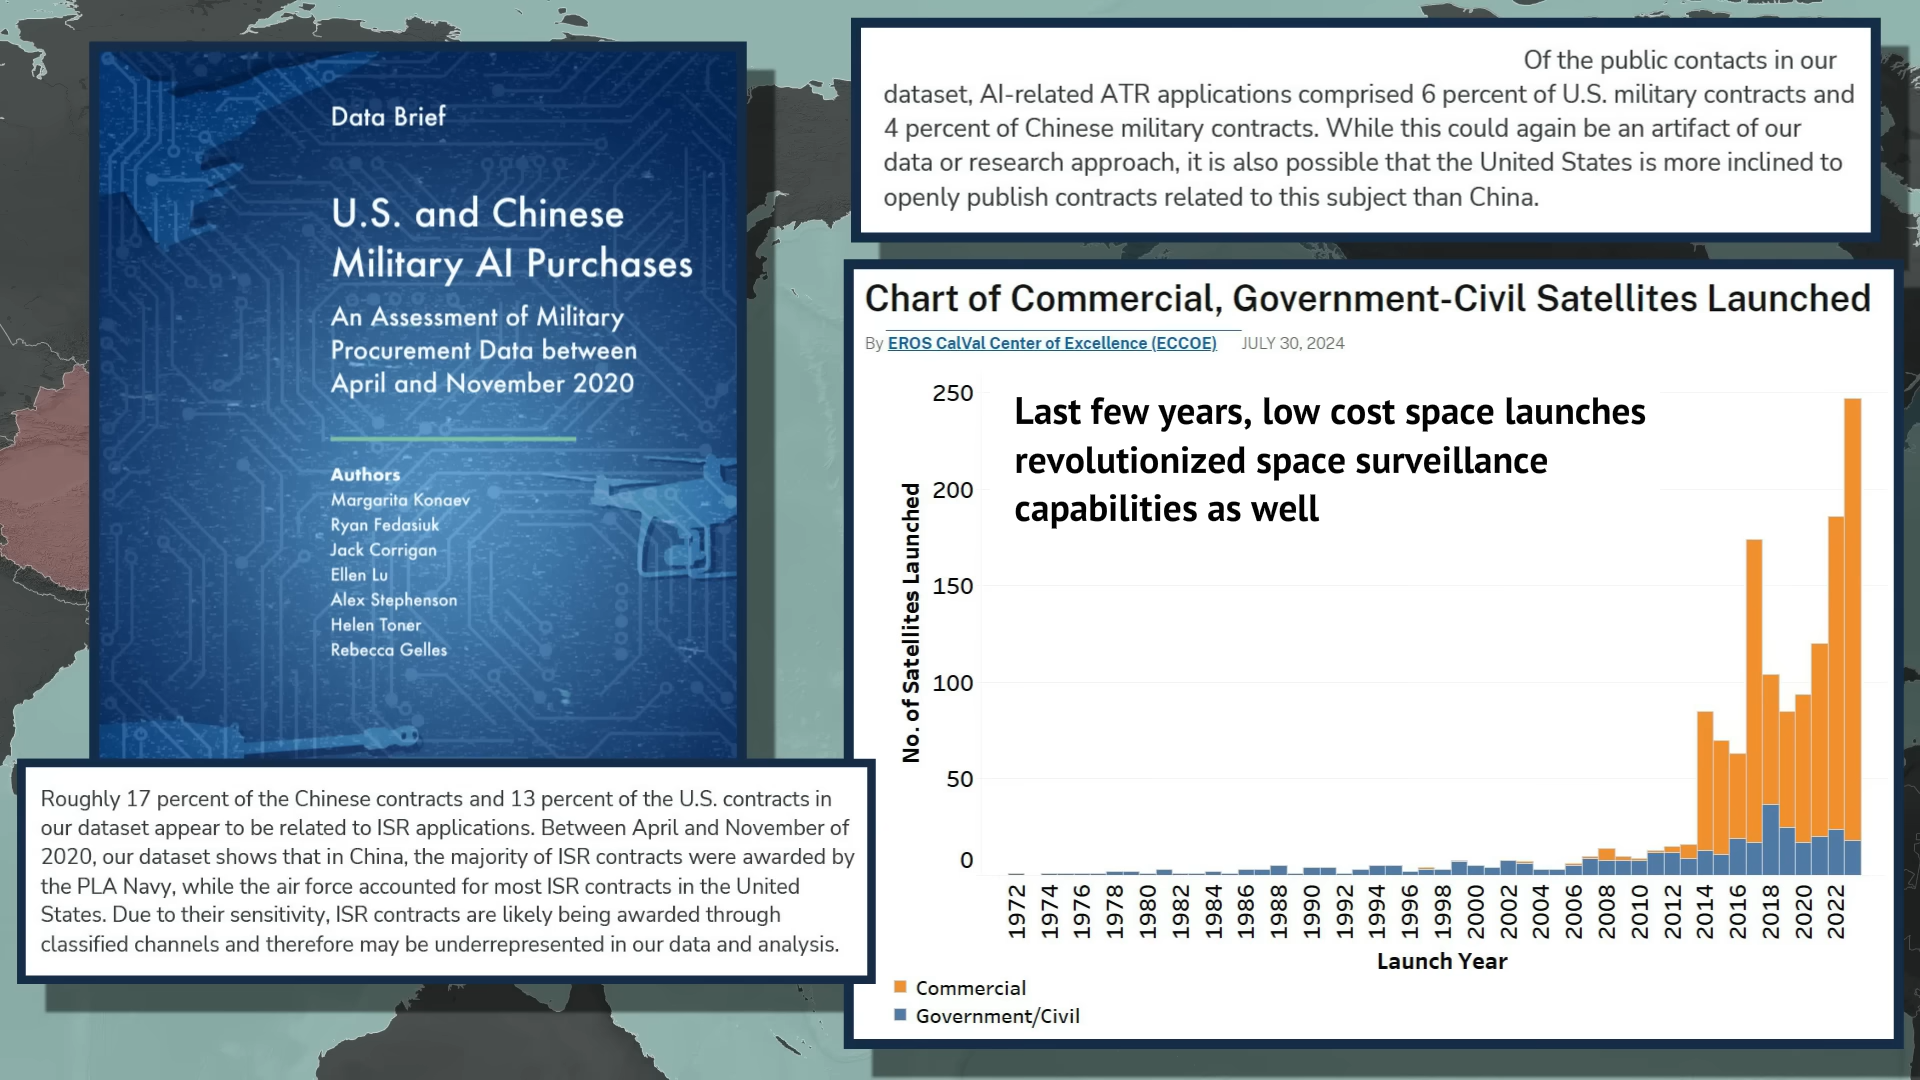 Data Brief
U.S. and Chinese
Military AI Purchases
An Assessment of Military
Procurement Data between
April and November 2020
Authors
Margarita Konaev
Ryan Fedasiuk
Jack Corrigan
Ellen Lu
Alex Stephenson
Helen Toner
Rebecca Gelles
Roughly 17 percent of the Chinese contracts and 13 percent of the U.S. contracts in
our dataset appear to be related to ISR applications. Between April and November of
2020, our dataset shows that in China, the majority of ISR contracts were awarded by
the PLA Navy, while the air force accounted for most ISR contracts in the United
States. Due to their sensitivity, ISR contracts are likely being awarded through
classified channels and therefore may be underrepresented in our data and analysis.
Of the public contacts in our
dataset, AI-related ATR applications comprised 6 percent of U.S. military contracts and
4 percent of Chinese military contracts. While this could again be an artifact of our
data or research approach, it is also possible that the United States is more inclined to
openly publish contracts related to this subject than China.
Chart of Commercial, Government-Civil Satellites Launched
By EROS CalVal Center of Excellence (ECCOE) JULY 30, 2024
Last few years, low cost space launches
revolutionized space surveillance
capabilities as well
No. of Satellites Launched
250
200
150
100
50
0
1972 1974 1976 1978 1980 1982 1984 1986 1988 1990 1992 1994 1996 1998 2000 2002 2004 2006 2008 2010 2012 2014 2016 2018 2020 2022
Launch Year
Commercial
Government/Civil